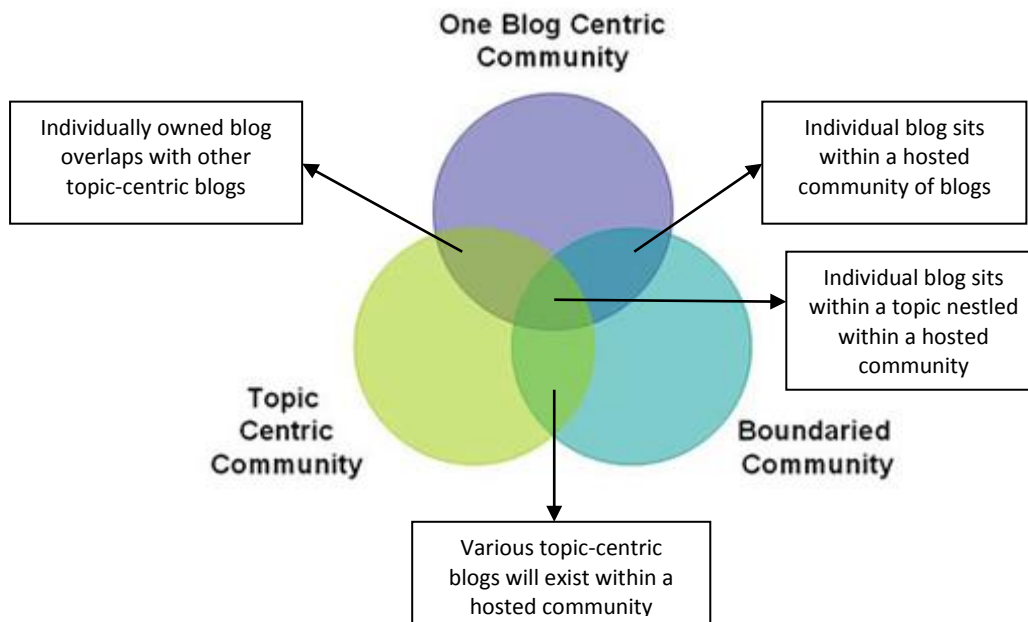 One Blog Centric
Community
Individually owned blog
overlaps with other
topic-centric blogs
Individual blog sits
within a hosted
community of blogs
Individual blog sits
within a topic nestled
within a hosted
community
Topic
Centric
Community
Boundaried
Community
Various topic-centric
blogs will exist within a
hosted community